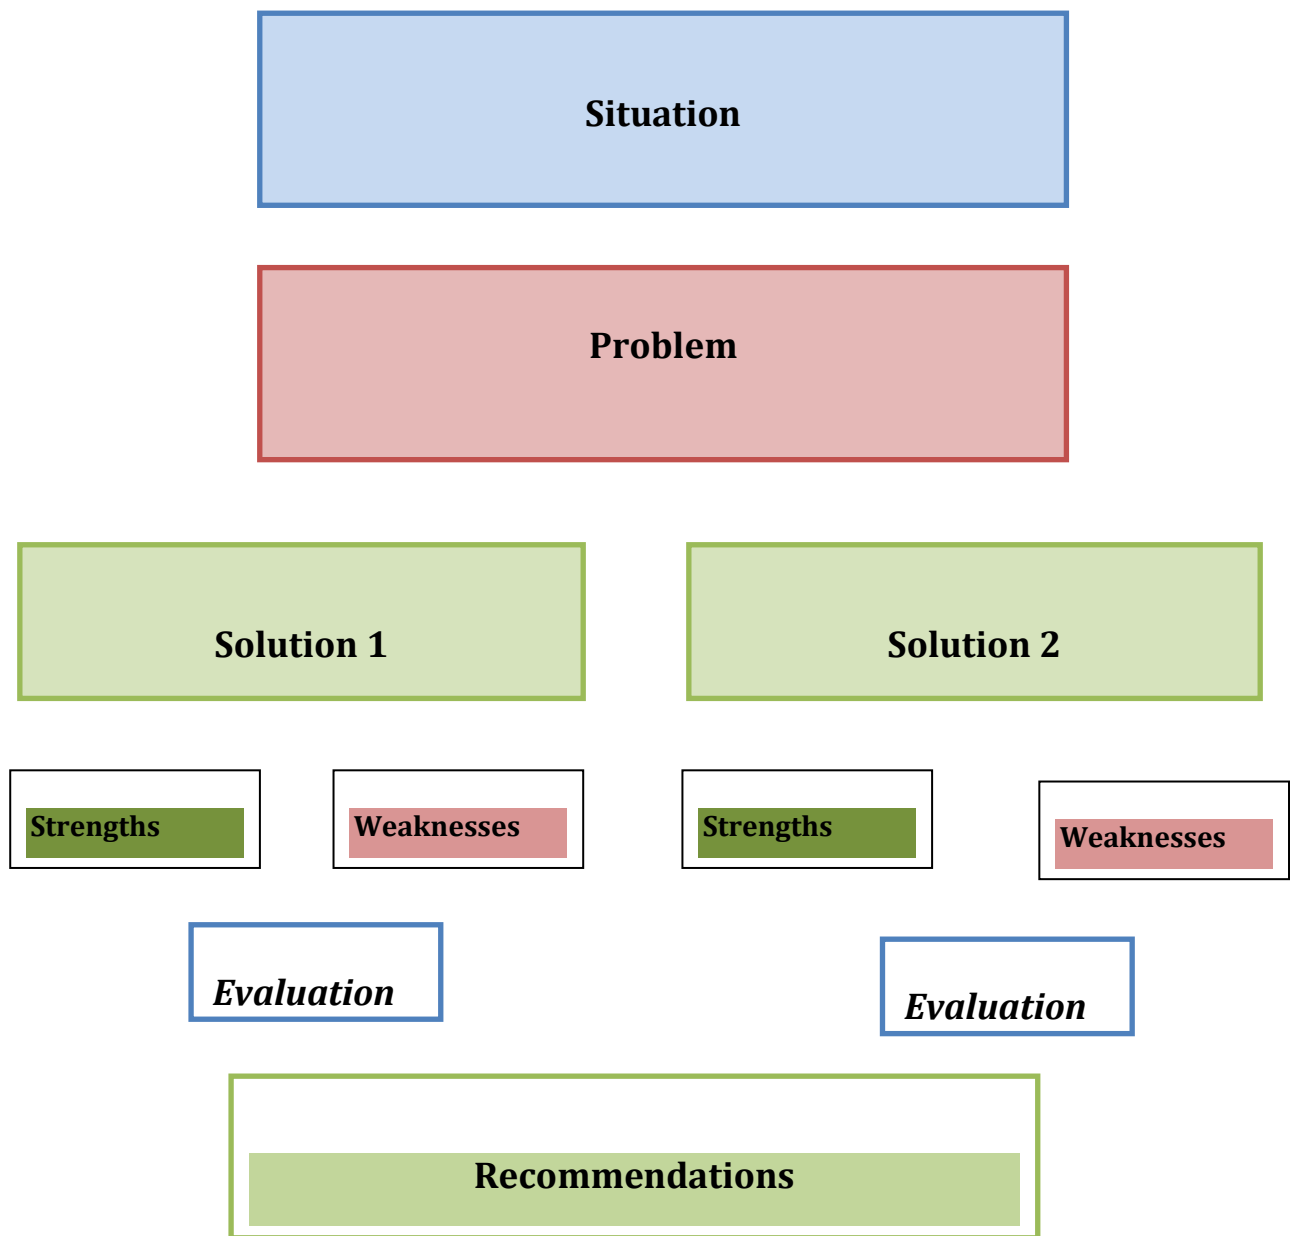 Situation
Problem
Solution 1
Solution 2
Strengths
Weaknesses
Strengths
Weaknesses
Evaluation
Evaluation
Recommendations